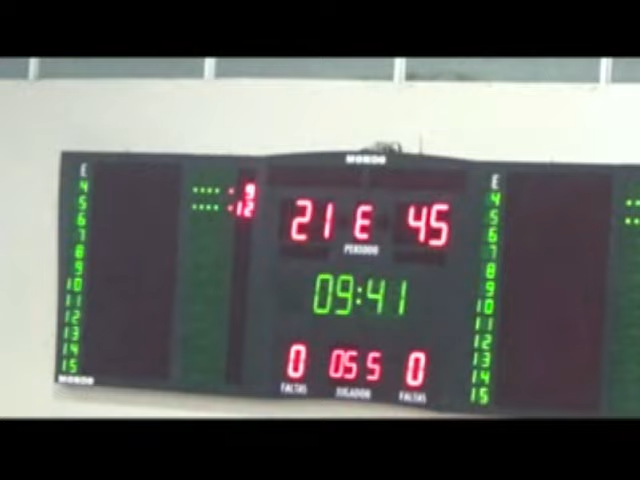 MONDO
E E
4 9 4
5 12 21 E 45 5
6 PERIODO 6
7 7
8 8
9 09:41 9
10 10
11 11
12 12
13 0 05 5 0 13
14 FALTAS JUGADOR FALTAS 14
15 15
MONDO